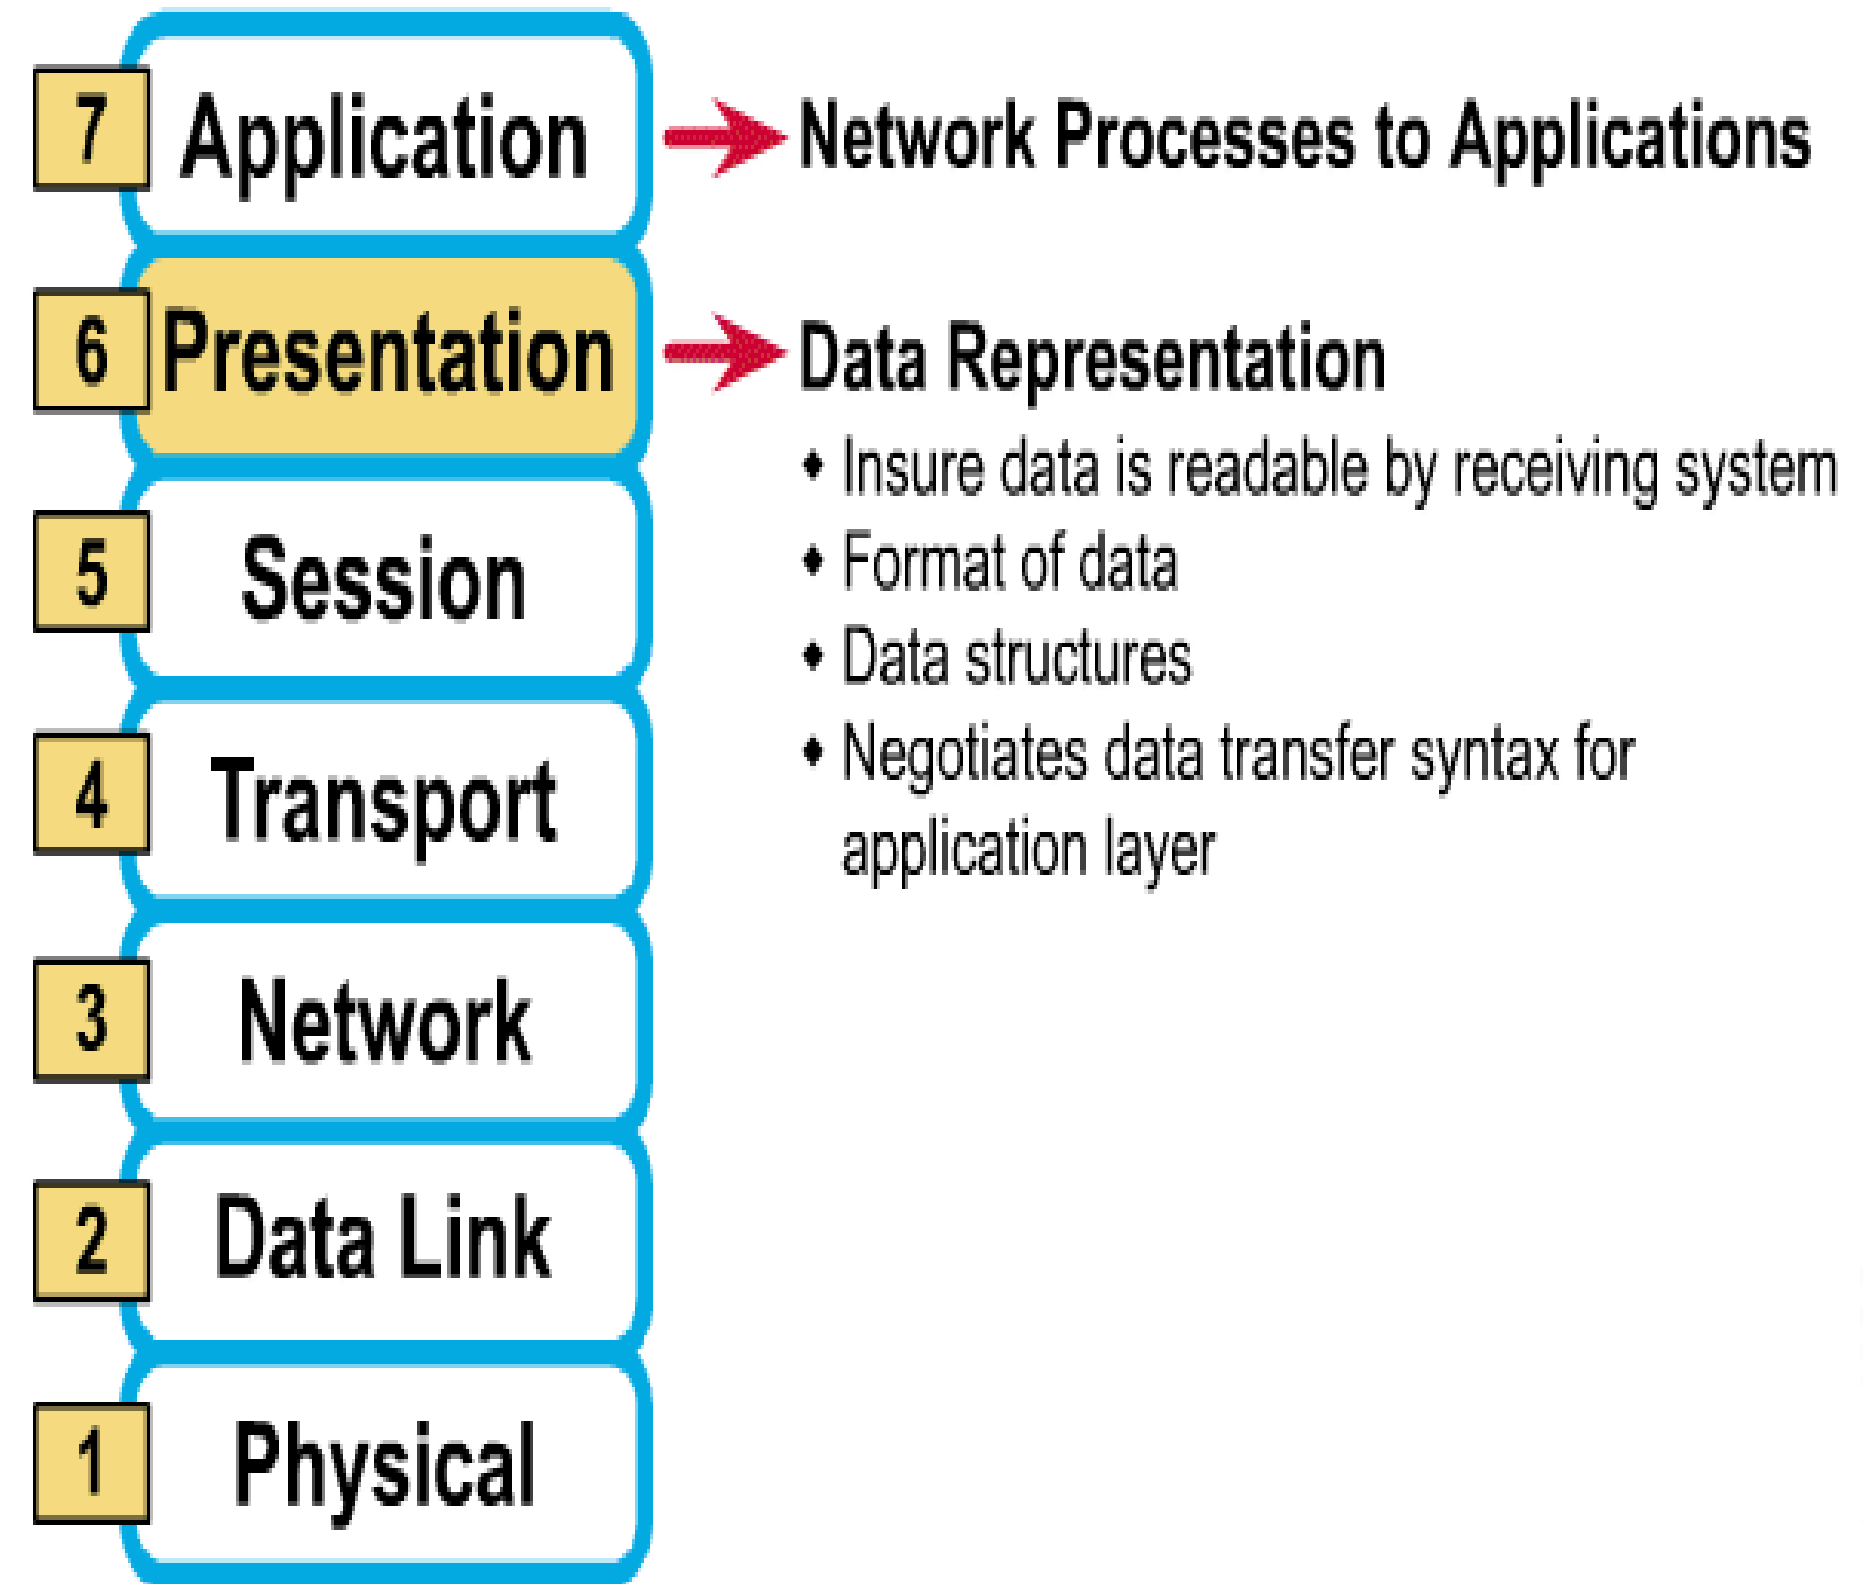 7 Application → Network Processes to Applications
6 Presentation → Data Representation
♦ Insure data is readable by receiving system
♦ Format of data
5 Session
♦ Data structures
♦ Negotiates data transfer syntax for
4 Transport
application layer
3 Network
2 Data Link
1 Physical